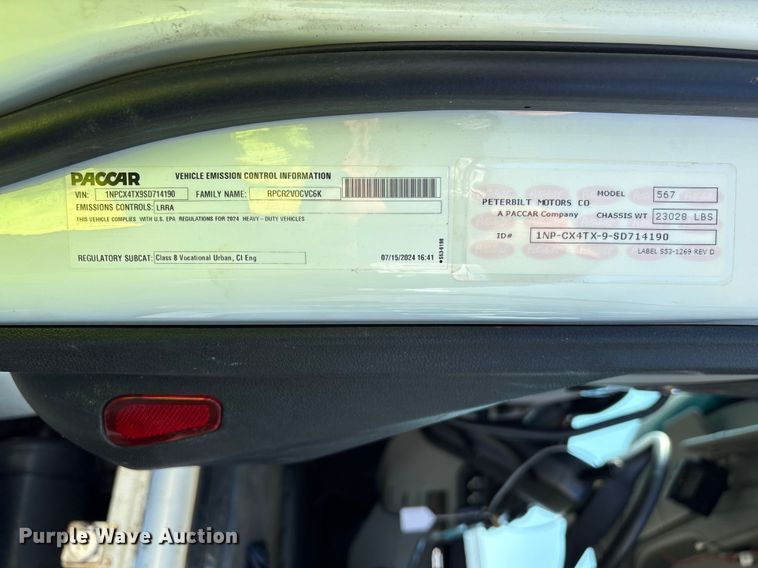 PACCAR VEHICLE EMISSION CONTROL INFORMATION
VIN: 1NPCX4TX9SD714190 FAMILY NAME: RPCR2VOCVC6K
EMISSIONS CONTROLS: LRRA
THIS VEHICLE COMPLIES WITH U.S. EPA REGULATIONS FOR 2024 HEAVY-DUTY VEHICLES
REGULATORY SUBCAT: Class 8 Vocational Urban, CI Eng 07/15/2024 16:41
MODEL 567
PETERBILT MOTORS CO
A PACCAR Company CHASSIS WT 23028 LBS
ID# 1NP-CX4TX-9-SD714190
LABEL S53-1269 REV D
Purple Wave Auction